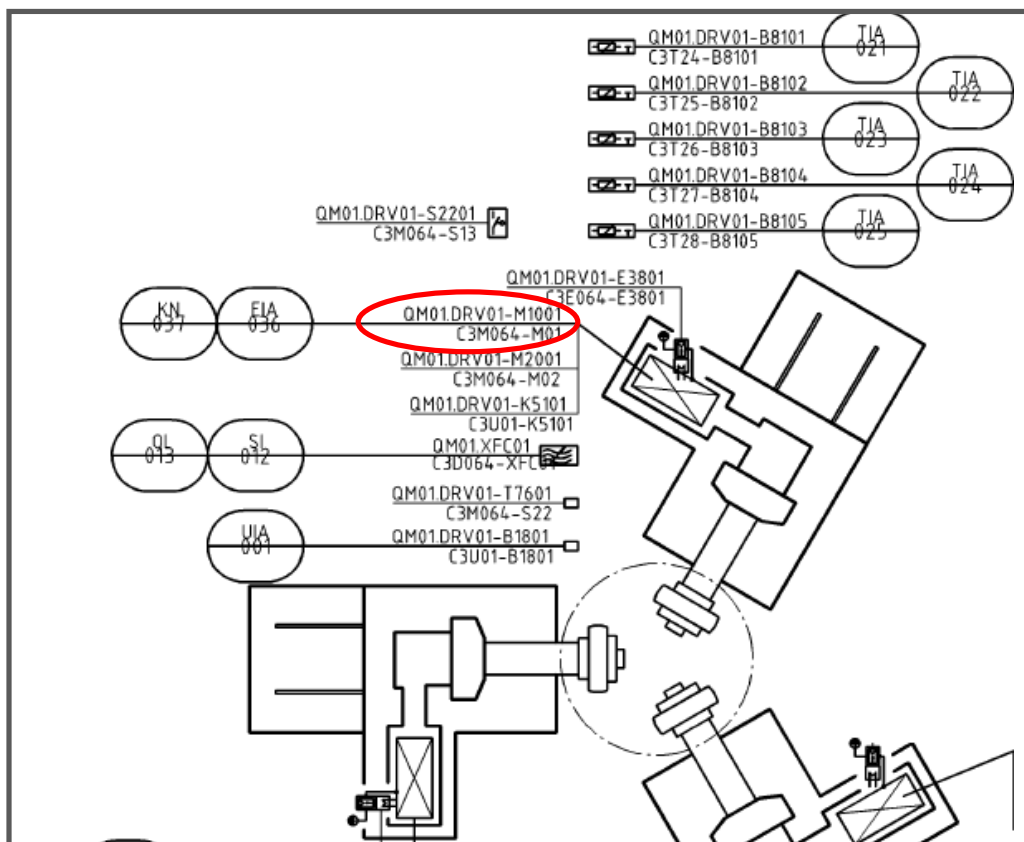 QM01.DRV01-B8101
C3T24-B8101
TIA
021
QM01.DRV01-B8102
C3T25-B8102
TIA
022
QM01.DRV01-B8103
C3T26-B8103
TIA
023
QM01.DRV01-B8104
C3T27-B8104
TIA
024
QM01.DRV01-B8105
C3T28-B8105
TIA
025
QM01.DRV01-S2201
C3M064-S13
QM01.DRV01-E3801
C3E064-E3801
KN
037
EIA
036
QM01.DRV01-M1001
C3M064-M01
QM01.DRV01-M2001
C3M064-M02
QM01.DRV01-K5101
C3U01-K5101
QI
013
SI
012
QM01.XFC01
C3D064-XFC01
QM01.DRV01-T7601
C3M064-S22
UIA
001
QM01.DRV01-B1801
C3U01-B1801